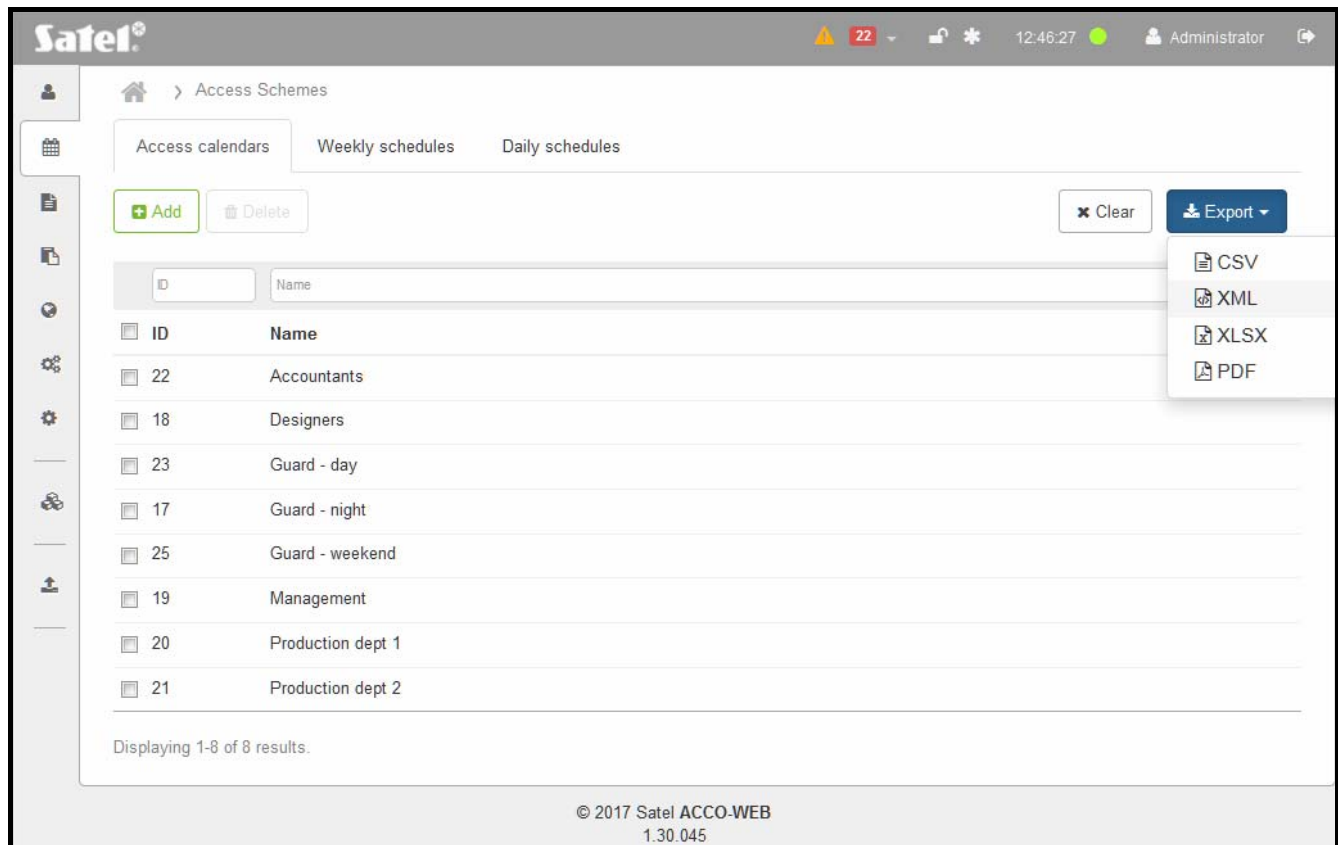 Satel®
22 12:46:27 Administrator
> Access Schemes
Access calendars Weekly schedules Daily schedules
Add Delete Clear Export
CSV
XML
XLSX
PDF
ID Name
ID Name
22 Accountants
18 Designers
23 Guard - day
17 Guard - night
25 Guard - weekend
19 Management
20 Production dept 1
21 Production dept 2
Displaying 1-8 of 8 results.
© 2017 Satel ACCO-WEB
1.30.045